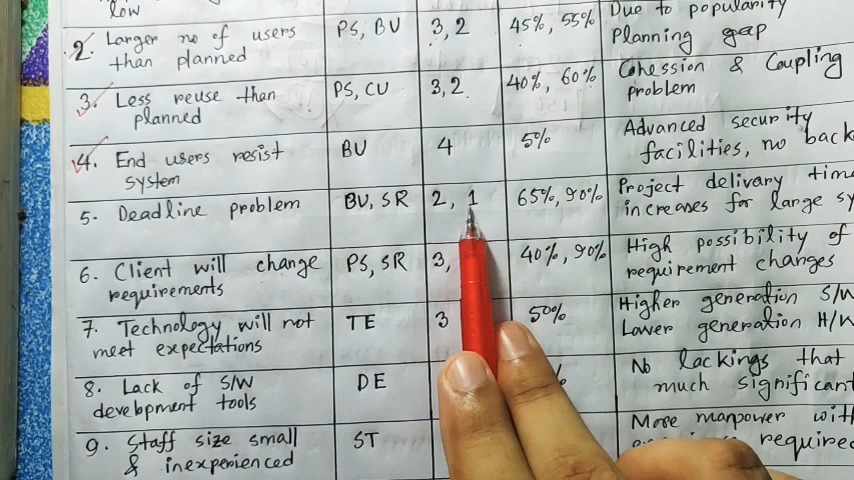 low
Due to popularity
2. Larger no of users PS, BU 3, 2 45%, 55% Planning gap
than planned
3. Less reuse than PS, CU 3,2 40%, 60% Cohession & Coupling
planned problem
4. End users resist BU 4 5% Advanced security
system facilities, no back
5. Deadline problem BU, SR 2, 1 65%, 90% Project delivary time
increases for large sy
6. Client will change PS, SR 3, 40%, 90% High possibility of
requirements requirement changes
7. Technology will not TE 3 50% Higher generation S/W
meet expectations Lower generation H/W
8. Lack of S/W DE % No lackings that
development tools much significant
9. Staff size small ST More manpower with
& inexperienced require